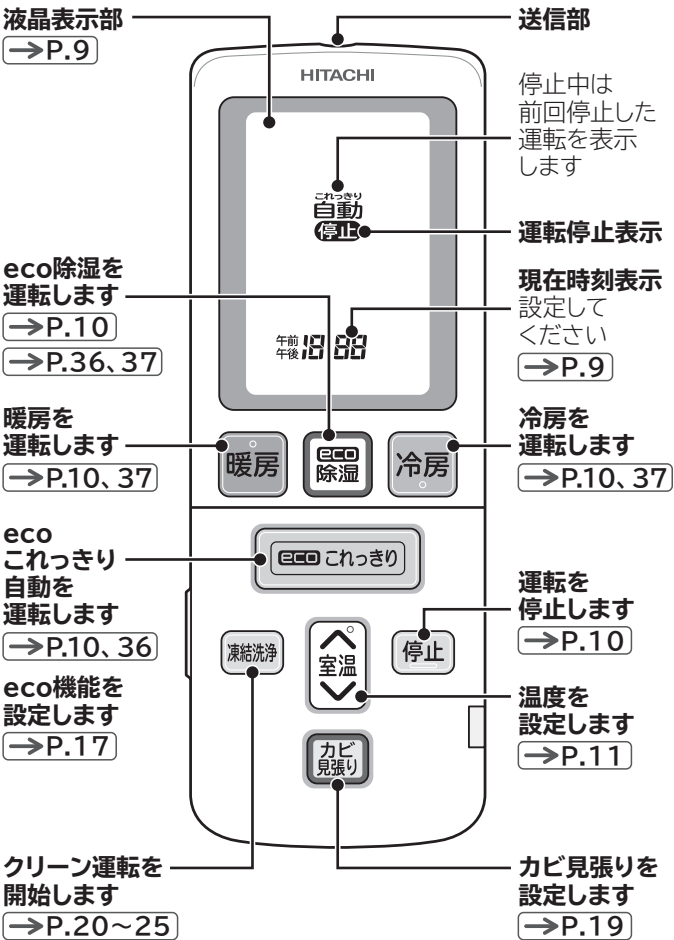 液晶表示部
→P.9
送信部
HITACHI
停止中は
前回停止した
運転を表示
します
これっきり
自動
停止
運転停止表示
eco除湿を
運転します
→P.10
→P.36、37
現在時刻表示
設定して
ください
→P.9
午前
午後
18:88
暖房を
運転します
→P.10、37
暖房
eco
除湿
冷房
冷房を
運転します
→P.10、37
eco
これっきり
自動を
運転します
→P.10、36
eco これっきり
運転を
停止します
→P.10
凍結洗浄
室温
停止
eco機能を
設定します
→P.17
温度を
設定します
→P.11
カビ
見張り
クリーン運転を
開始します
→P.20~25
カビ見張りを
設定します
→P.19